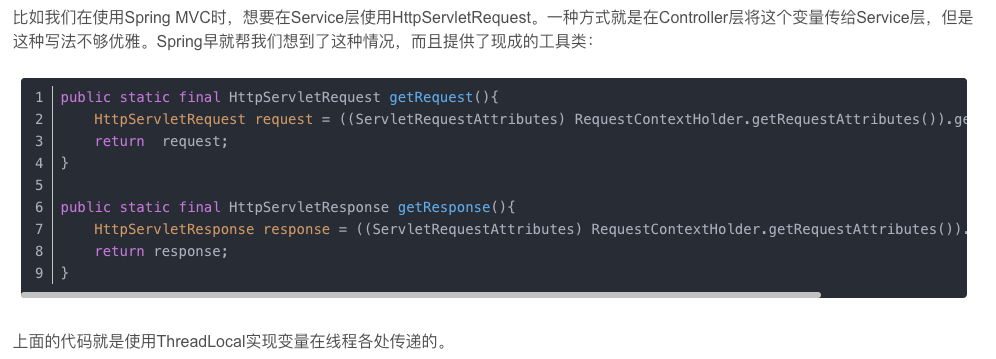 比如我们在使用Spring MVC时，想要在Service层使用HttpServletRequest。一种方式就是在Controller层将这个变量传给Service层，但是
这种写法不够优雅。Spring早就帮我们想到了这种情况，而且提供了现成的工具类：
1 public static final HttpServletRequest getRequest(){
2     HttpServletRequest request = ((ServletRequestAttributes) RequestContextHolder.getRequestAttributes()).ge
3     return  request;
4 }
5
6 public static final HttpServletResponse getResponse(){
7     HttpServletResponse response = ((ServletRequestAttributes) RequestContextHolder.getRequestAttributes()).
8     return response;
9 }
上面的代码就是使用ThreadLocal实现变量在线程各处传递的。